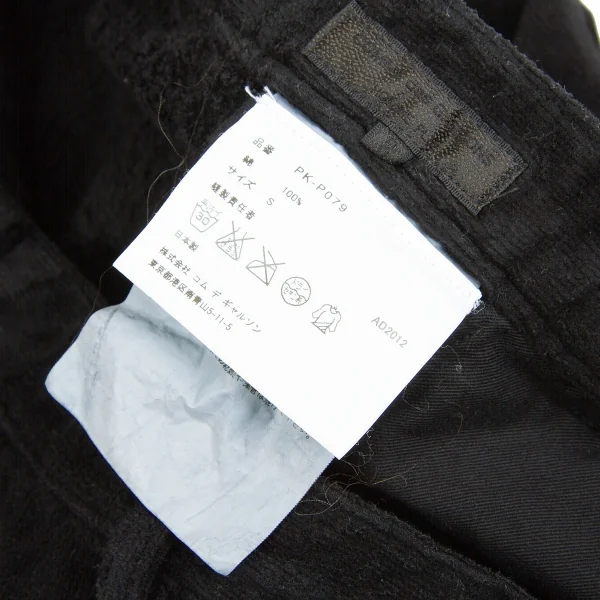 品番 PK-P079
綿 100%
サイズ S
縫製責任者
30
日本製
株式会社 コム デ ギャルソン
東京都港区南青山5-11-5
AD2012